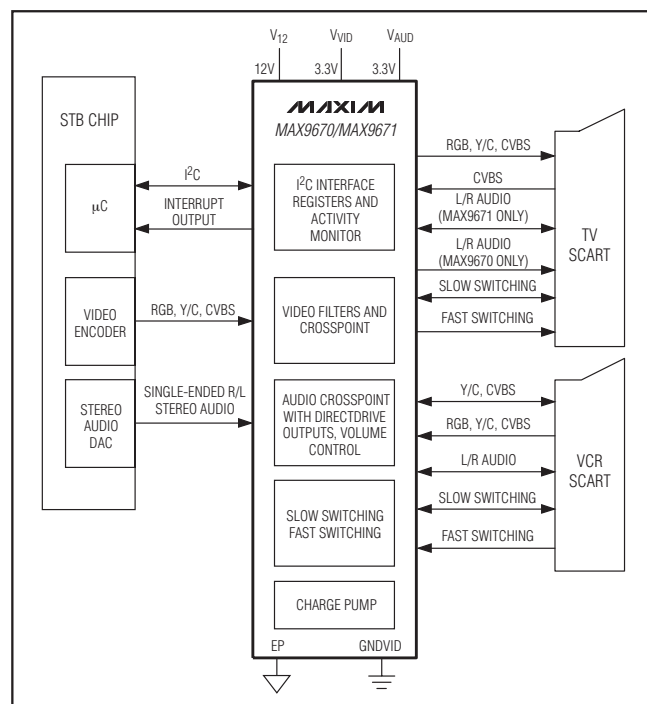 V12
VVID
VAUD
12V
3.3V
3.3V
STB CHIP
µC
VIDEO
ENCODER
STEREO
AUDIO
DAC
I2C
INTERRUPT
OUTPUT
RGB, Y/C, CVBS
SINGLE-ENDED R/L
STEREO AUDIO
MAXIM
MAX9670/MAX9671
I2C INTERFACE
REGISTERS AND
ACTIVITY
MONITOR
VIDEO FILTERS AND
CROSSPOINT
AUDIO CROSSPOINT
WITH DIRECTDRIVE
OUTPUTS, VOLUME
CONTROL
SLOW SWITCHING
FAST SWITCHING
CHARGE PUMP
EP
GNDVID
RGB, Y/C, CVBS
CVBS
L/R AUDIO
(MAX9671 ONLY)
L/R AUDIO
(MAX9670 ONLY)
SLOW SWITCHING
FAST SWITCHING
TV
SCART
Y/C, CVBS
RGB, Y/C, CVBS
L/R AUDIO
SLOW SWITCHING
FAST SWITCHING
VCR
SCART